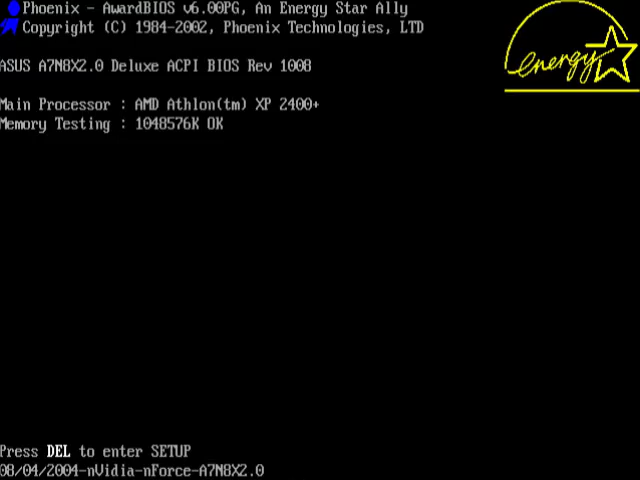 Phoenix - AwardBIOS v6.00PG, An Energy Star Ally
Copyright (C) 1984-2002, Phoenix Technologies, LTD
energy
ASUS A7N8X2.0 Deluxe ACPI BIOS Rev 1008
Main Processor : AMD Athlon(tm) XP 2400+
Memory Testing : 1048576K OK
Press DEL to enter SETUP
08/04/2004-nVidia-nForce-A7N8X2.0